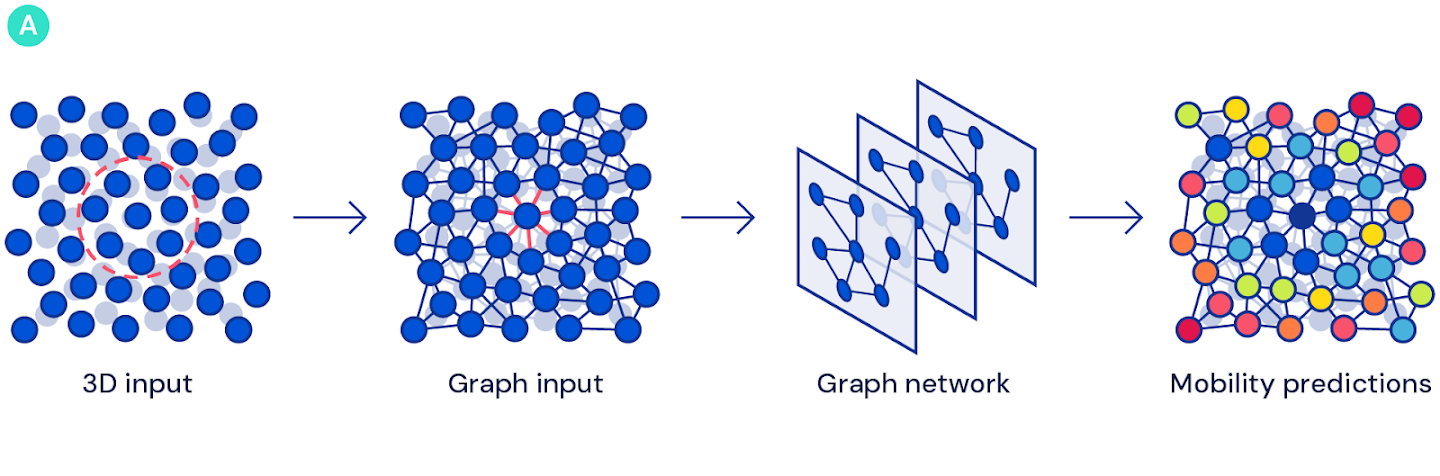 A
3D input
Graph input
Graph network
Mobility predictions